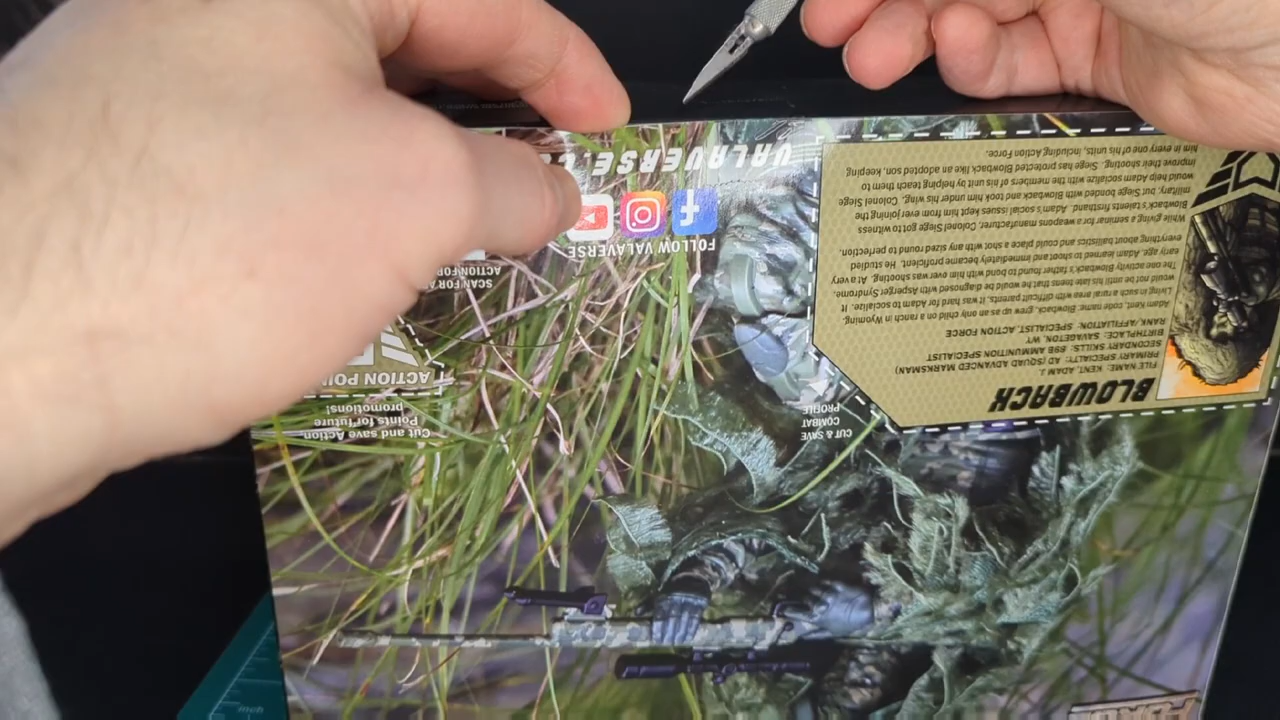 FORCE
BLOWBACK
FILE NAME: KENT, ADAM J.
PRIMARY SPECIALTY: AD (SQUAD ADVANCED MARKSMAN)
SECONDARY SKILLS: 89B AMMUNITION SPECIALIST
BIRTHPLACE: SAVAGETON, WY
RANK/AFFILIATION: SPECIALIST, ACTION FORCE
Adam Kent, code name: Blowback, grew up as an only child on a ranch in Wyoming.
Living in such a rural area with difficult parents, it was hard for Adam to socialize. It
would not be until his late teens that he would be diagnosed with Asperger Syndrome.
The one activity Blowback's father found to bond with him over was shooting. At a very
early age, Adam learned to shoot and immediately became proficient. He studied
everything about ballistics and could place a shot with any sized round to perfection.
While giving a seminar for a weapons manufacturer, Colonel Siege got to witness
Blowback's talents firsthand. Adam's social issues kept him from ever joining the
military, but Siege bonded with Blowback and took him under his wing. Colonel Siege
would help Adam socialize with the members of his unit by helping teach them to
improve their shooting. Siege has protected Blowback like an adopted son, keeping
him in every one of his units, including Action Force.
CUT & SAVE
COMBAT
PROFILE
Cut and save Action
Points for future
promotions!
ACTION POI
SCAN FOR
ACTION FOR
FOLLOW VALAVERSE
VALAVERSE.C